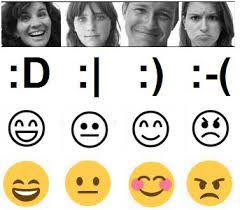 :D :| :) :-(